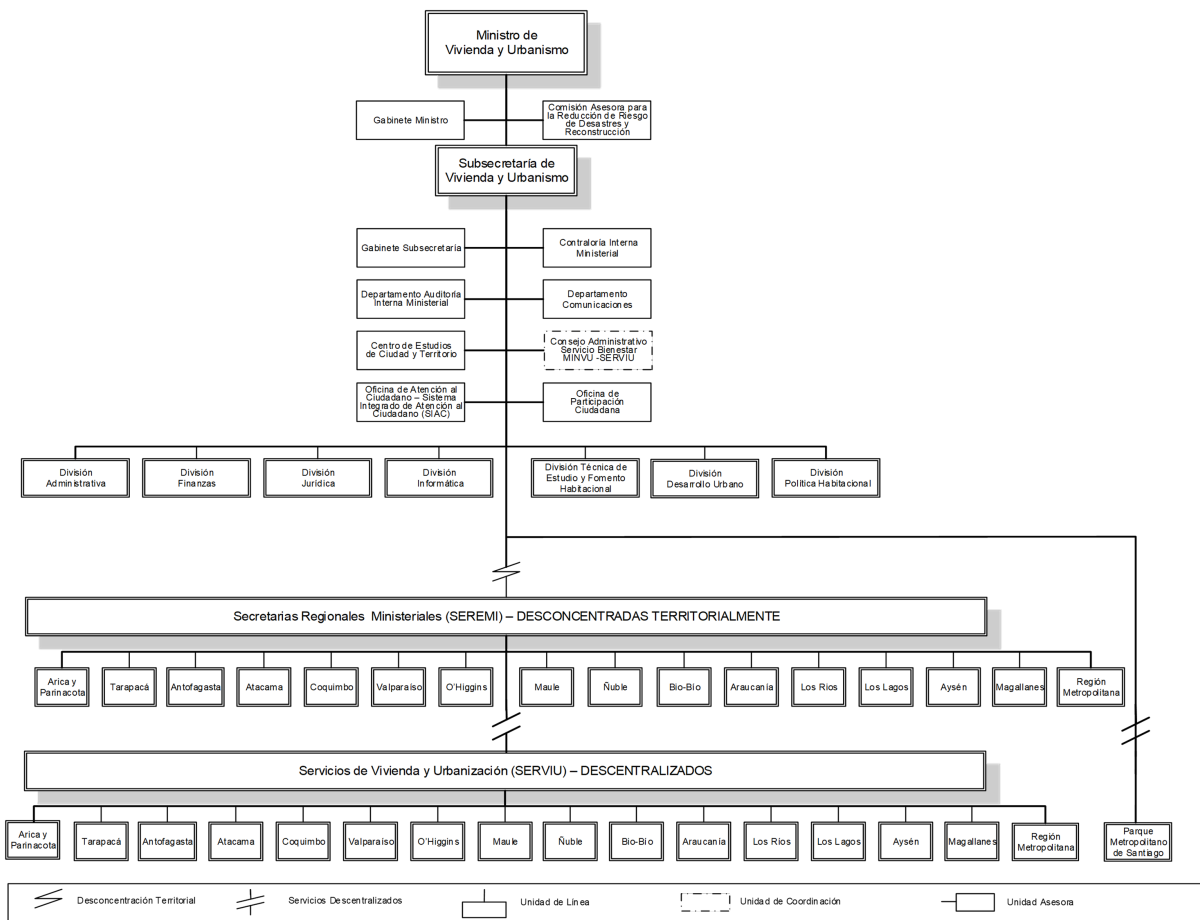 Ministro de
Vivienda y Urbanismo
Gabinete Ministro
Comisión Asesora para
la Reducción de Riesgo
de Desastres y
Reconstrucción
Subsecretaría de
Vivienda y Urbanismo
Gabinete Subsecretaría
Contraloría Interna
Ministerial
Departamento Auditoría
Interna Ministerial
Departamento
Comunicaciones
Centro de Estudios
de Ciudad y Territorio
Consejo Administrativo
Servicio Bienestar
MINVU -SERVIU
Oficina de Atención al
Ciudadano – Sistema
Integrado de Atención al
Ciudadano (SIAC)
Oficina de
Participación
Ciudadana
División
Administrativa
División
Finanzas
División
Jurídica
División
Informática
División Técnica de
Estudio y Fomento
Habitacional
División
Desarrollo Urbano
División
Política Habitacional
Secretarias Regionales Ministeriales (SEREMI) – DESCONCENTRADAS TERRITORIALMENTE
Arica y
Parinacota
Tarapacá
Antofagasta
Atacama
Coquimbo
Valparaíso
O'Higgins
Maule
Ñuble
Bio-Bío
Araucanía
Los Ríos
Los Lagos
Aysén
Magallanes
Región
Metropolitana
Servicios de Vivienda y Urbanización (SERVIU) – DESCENTRALIZADOS
Arica y
Parinacota
Tarapacá
Antofagasta
Atacama
Coquimbo
Valparaíso
O'Higgins
Maule
Ñuble
Bio-Bío
Araucanía
Los Ríos
Los Lagos
Aysén
Magallanes
Región
Metropolitana
Parque
Metropolitano
de Santiago
Desconcentración Territorial
Servicios Descentralizados
Unidad de Línea
Unidad de Coordinación
Unidad Asesora